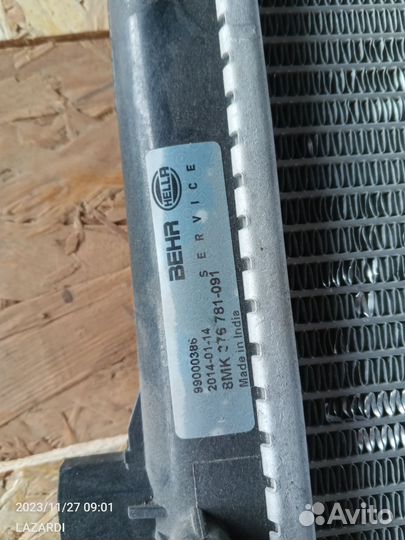 BEHR HELLA
SERVICE
99000386
2014-01-14
8MK 376 781-091
Made in India
2023/11/27 09:01
LAZARDI
Avito